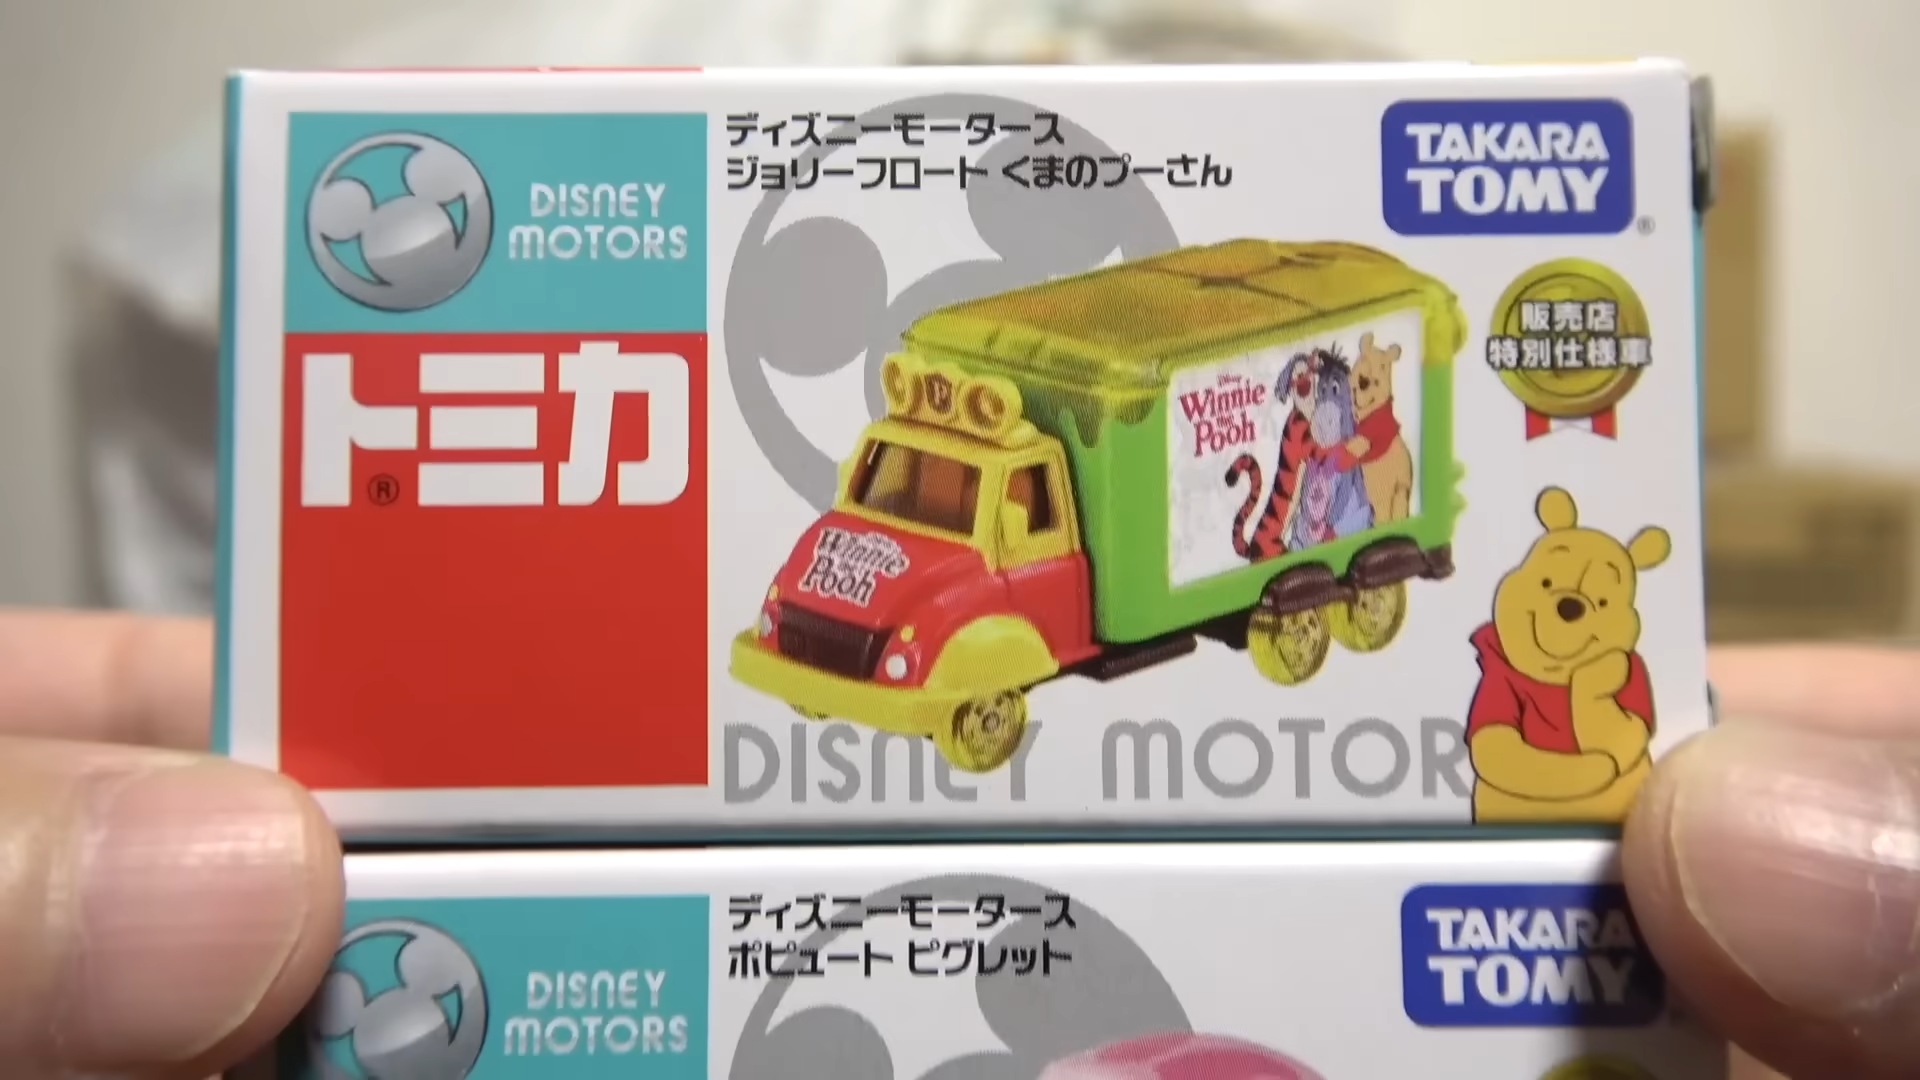 DISNEY
MOTORS
トミカ
®
ディズニーモータース
ジョリーフロート くまのプーさん
TAKARA
TOMY
®
販売店
特別仕様車
Disney
Winnie
the
Pooh
Winnie
the
Pooh
P
DISNEY MOTOR
DISNEY
MOTORS
ディズニーモータース
ポピュート ピグレット
TAKARA
TOMY